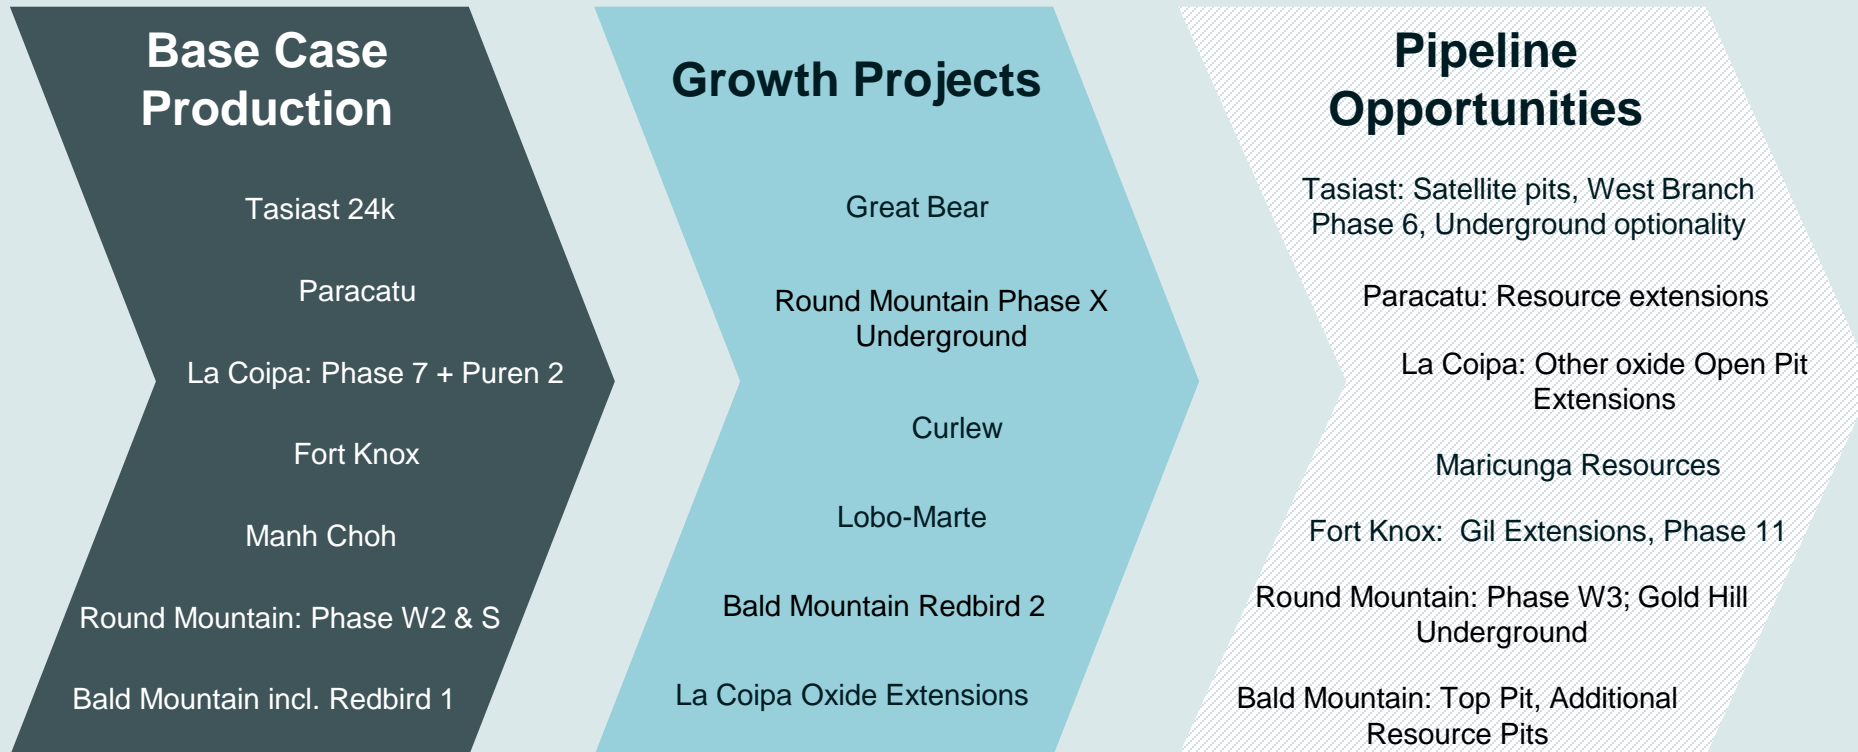 Base Case
Production
Tasiast 24k
Paracatu
La Coipa: Phase 7 + Puren 2
Fort Knox
Manh Choh
Round Mountain: Phase W2 & S
Bald Mountain incl. Redbird 1
Growth Projects
Great Bear
Round Mountain Phase X
Underground
Curlew
Lobo-Marte
Bald Mountain Redbird 2
La Coipa Oxide Extensions
Pipeline
Opportunities
Tasiast: Satellite pits, West Branch
Phase 6, Underground optionality
Paracatu: Resource extensions
La Coipa: Other oxide Open Pit
Extensions
Maricunga Resources
Fort Knox:  Gil Extensions, Phase 11
Round Mountain: Phase W3; Gold Hill
Underground
Bald Mountain: Top Pit, Additional
Resource Pits